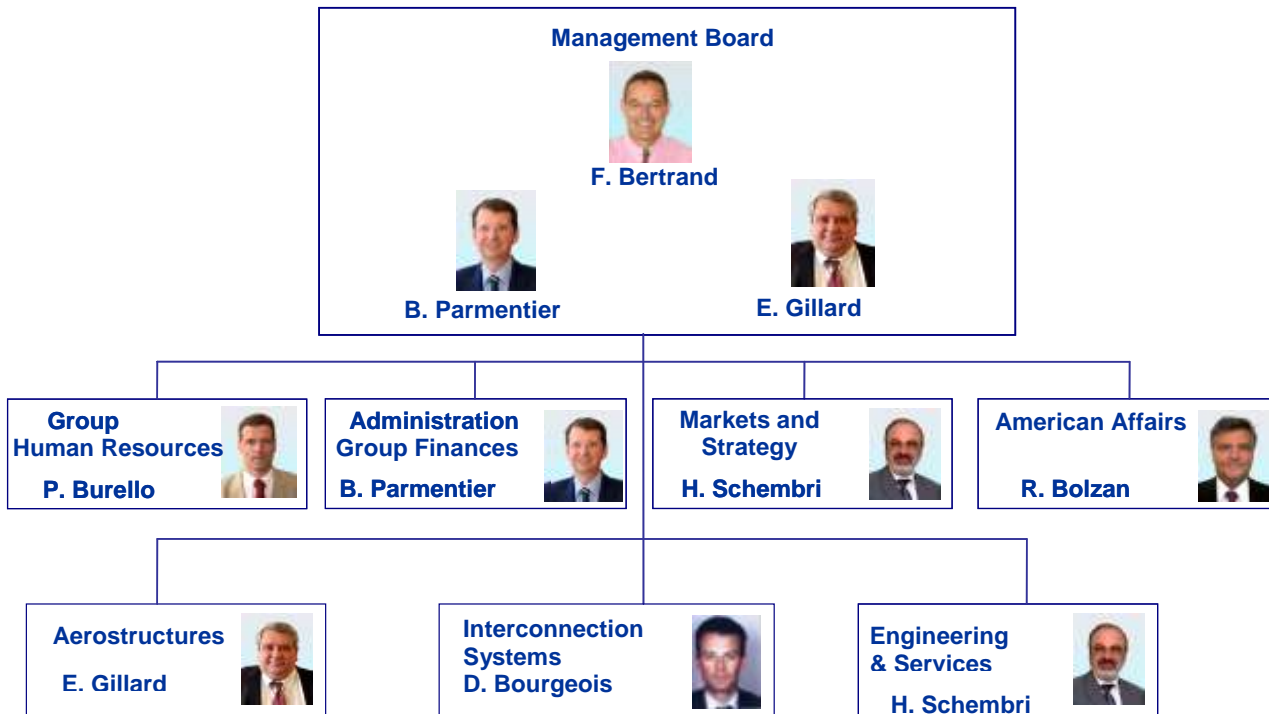 Management Board
F. Bertrand
B. Parmentier
E. Gillard
Group
Human Resources
P. Burello
Administration
Group Finances
B. Parmentier
Markets and
Strategy
H. Schembri
American Affairs
R. Bolzan
Aerostructures
E. Gillard
Interconnection
Systems
D. Bourgeois
Engineering
& Services
H. Schembri